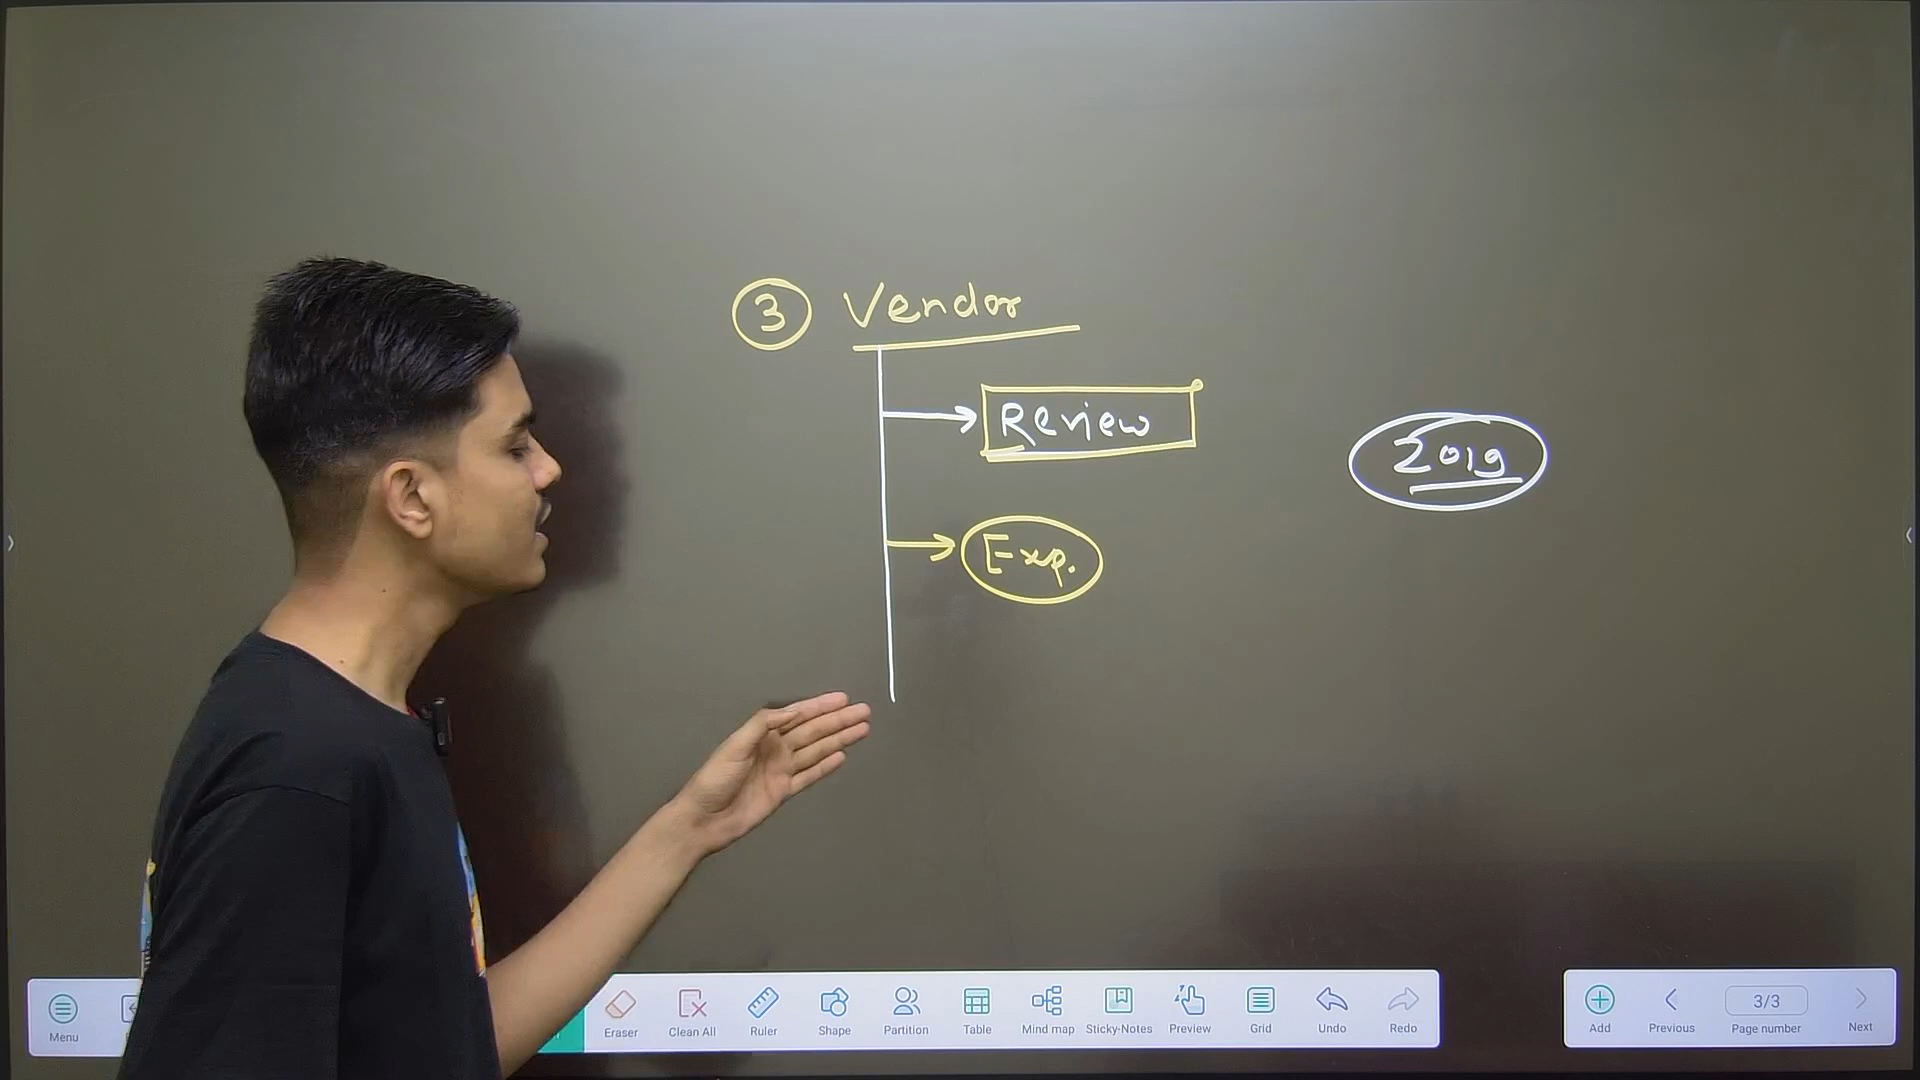 3 Vendor
Review
2019
Exp.
Menu
Eraser
Clean All
Ruler
Shape
Partition
Table
Mind map
Sticky-Notes
Preview
Grid
Undo
Redo
Add
Previous
3/3
Page number
Next